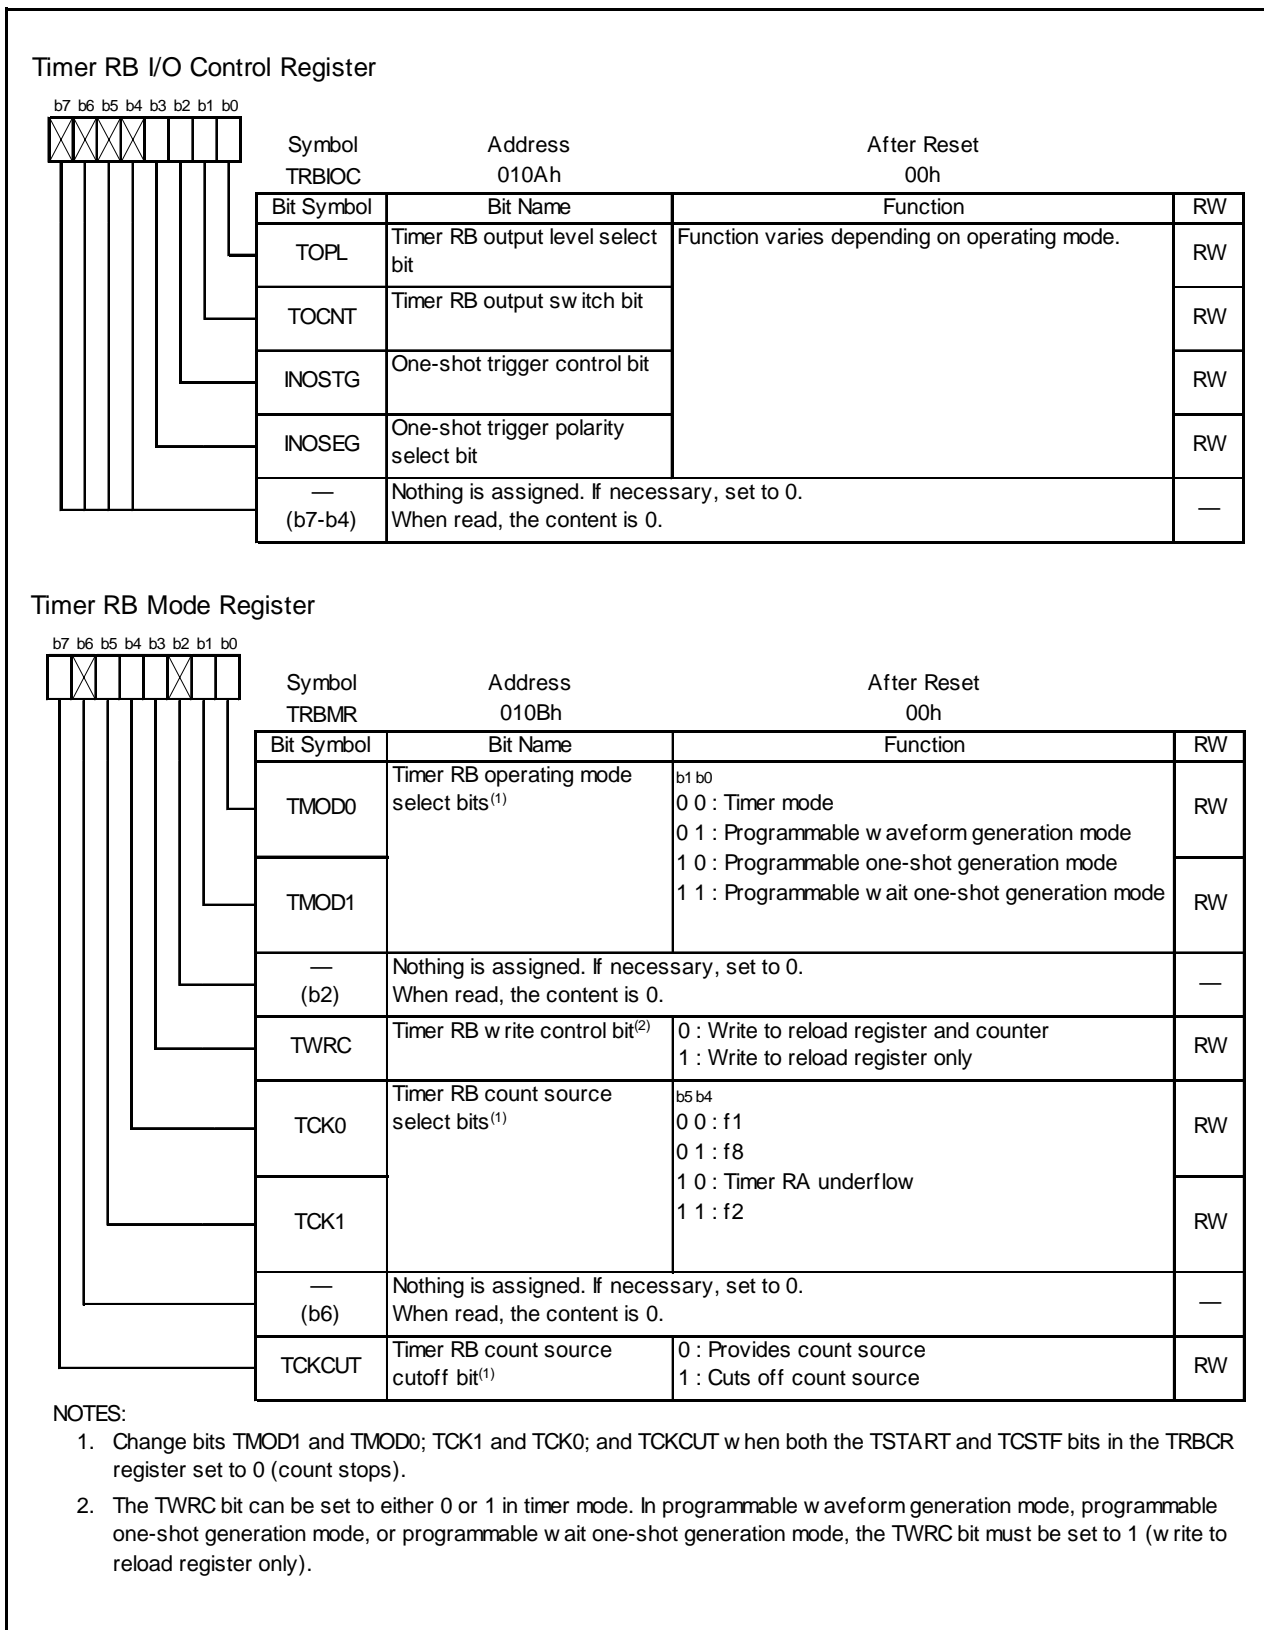 Timer RB I/O Control Register
b7 b6 b5 b4 b3 b2 b1 b0
Symbol Address After Reset
TRBIOC 010Ah 00h
Bit Symbol Bit Name Function RW
TOPL Timer RB output level select bit Function varies depending on operating mode. RW
TOCNT Timer RB output switch bit RW
INOSTG One-shot trigger control bit RW
INOSEG One-shot trigger polarity select bit RW
— (b7-b4) Nothing is assigned. If necessary, set to 0. —
When read, the content is 0.
Timer RB Mode Register
b7 b6 b5 b4 b3 b2 b1 b0
Symbol Address After Reset
TRBMR 010Bh 00h
Bit Symbol Bit Name Function RW
TMOD0 Timer RB operating mode select bits(1) b1 b0 RW
0 0 : Timer mode
0 1 : Programmable waveform generation mode
1 0 : Programmable one-shot generation mode
TMOD1 1 1 : Programmable wait one-shot generation mode RW
— (b2) Nothing is assigned. If necessary, set to 0. —
When read, the content is 0.
TWRC Timer RB write control bit(2) 0 : Write to reload register and counter RW
1 : Write to reload register only
TCK0 Timer RB count source select bits(1) b5 b4 RW
0 0 : f1
0 1 : f8
1 0 : Timer RA underflow
TCK1 1 1 : f2 RW
— (b6) Nothing is assigned. If necessary, set to 0. —
When read, the content is 0.
TCKCUT Timer RB count source cutoff bit(1) 0 : Provides count source RW
1 : Cuts off count source
NOTES:
1. Change bits TMOD1 and TMOD0; TCK1 and TCK0; and TCKCUT when both the TSTART and TCSTF bits in the TRBCR
register set to 0 (count stops).
2. The TWRC bit can be set to either 0 or 1 in timer mode. In programmable waveform generation mode, programmable
one-shot generation mode, or programmable wait one-shot generation mode, the TWRC bit must be set to 1 (write to
reload register only).